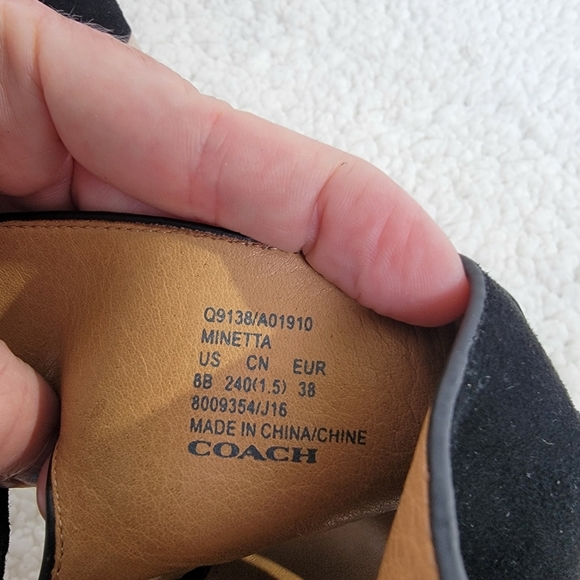 Q9138/A01910
MINETTA
US CN EUR
8B 240(1.5) 38
8009354/J16
MADE IN CHINA/CHINE
COACH